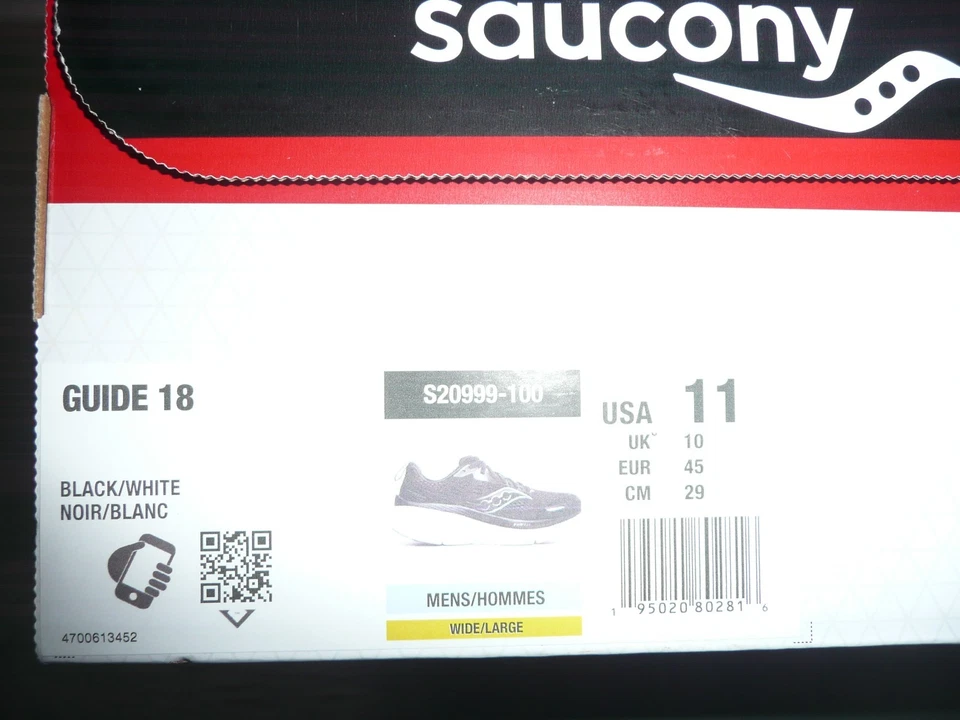 saucony
GUIDE 18
BLACK/WHITE
NOIR/BLANC
4700613452
S20999-100
MENS/HOMMES
WIDE/LARGE
USA 11
UK 10
EUR 45
CM 29
1 95020 80281 6